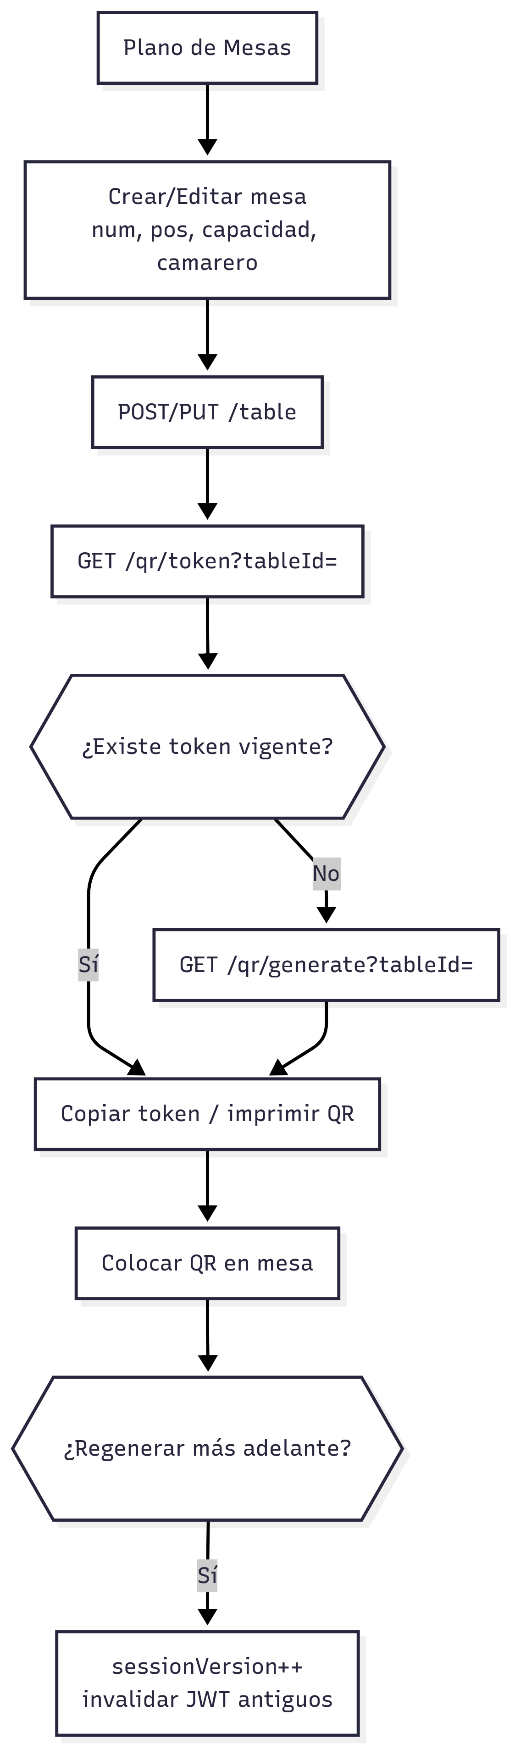 Plano de Mesas
Crear/Editar mesa
num, pos, capacidad,
camarero
POST/PUT /table
GET /qr/token?tableId=
¿Existe token vigente?
No
Sí
GET /qr/generate?tableId=
Copiar token / imprimir QR
Colocar QR en mesa
¿Regenerar más adelante?
Sí
sessionVersion++
invalidar JWT antiguos